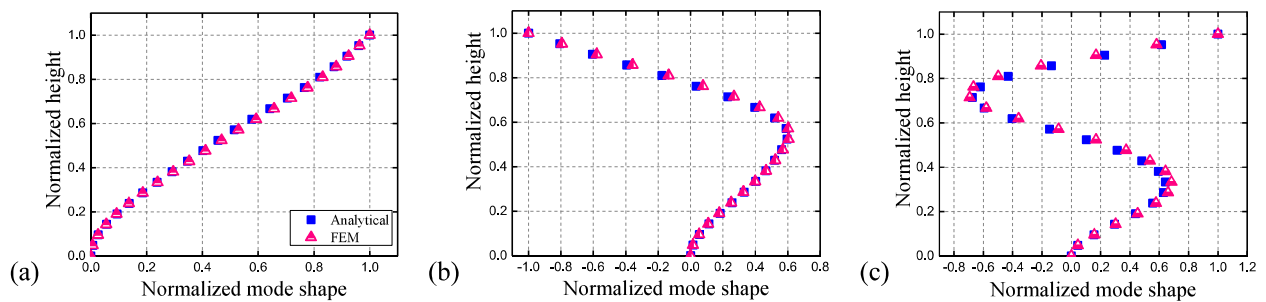 1.0
0.8
0.6
0.4
0.2
0.0
Normalized height
0.0 0.2 0.4 0.6 0.8 1.0
Normalized mode shape
Analytical
FEM
(a)
1.0
0.8
0.6
0.4
0.2
0.0
Normalized height
-1.0 -0.8 -0.6 -0.4 -0.2 0.0 0.2 0.4 0.6 0.8
Normalized mode shape
(b)
1.0
0.8
0.6
0.4
0.2
0.0
Normalized height
-0.8 -0.6 -0.4 -0.2 0.0 0.2 0.4 0.6 0.8 1.0 1.2
Normalized mode shape
(c)